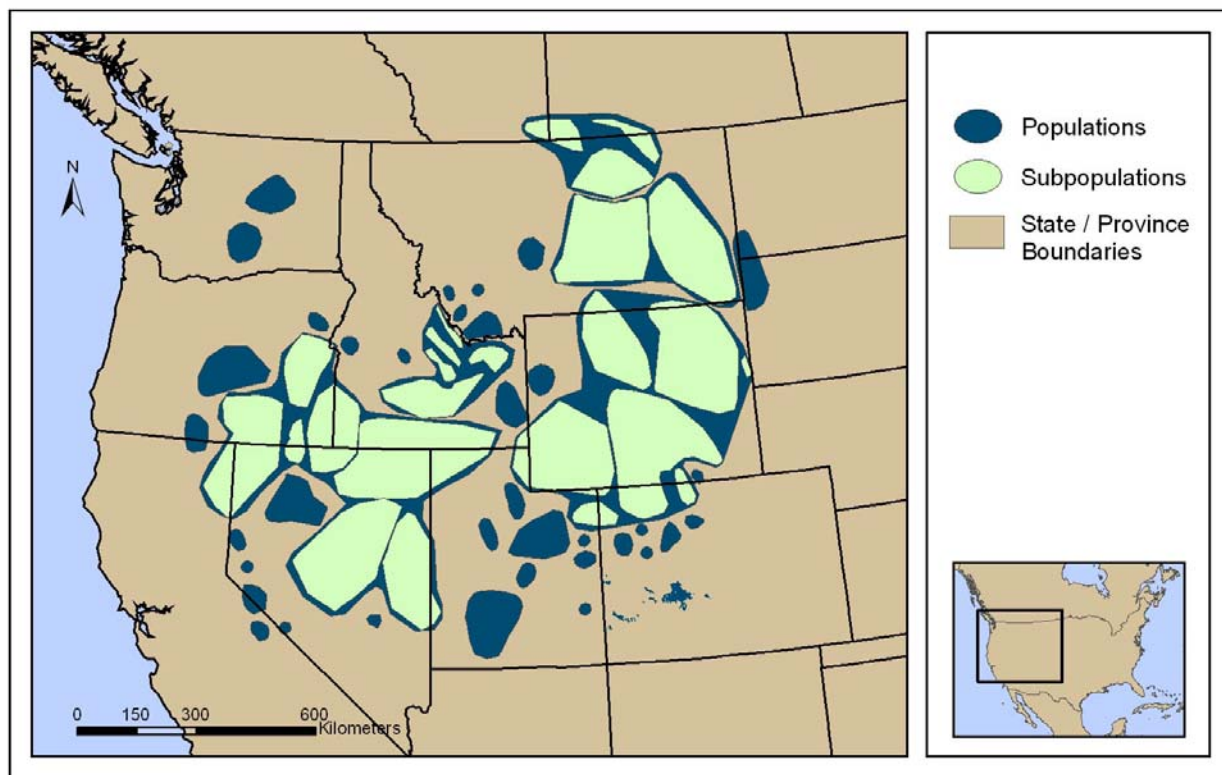 N
0 150 300 600
Kilometers
Populations
Subpopulations
State / Province
Boundaries